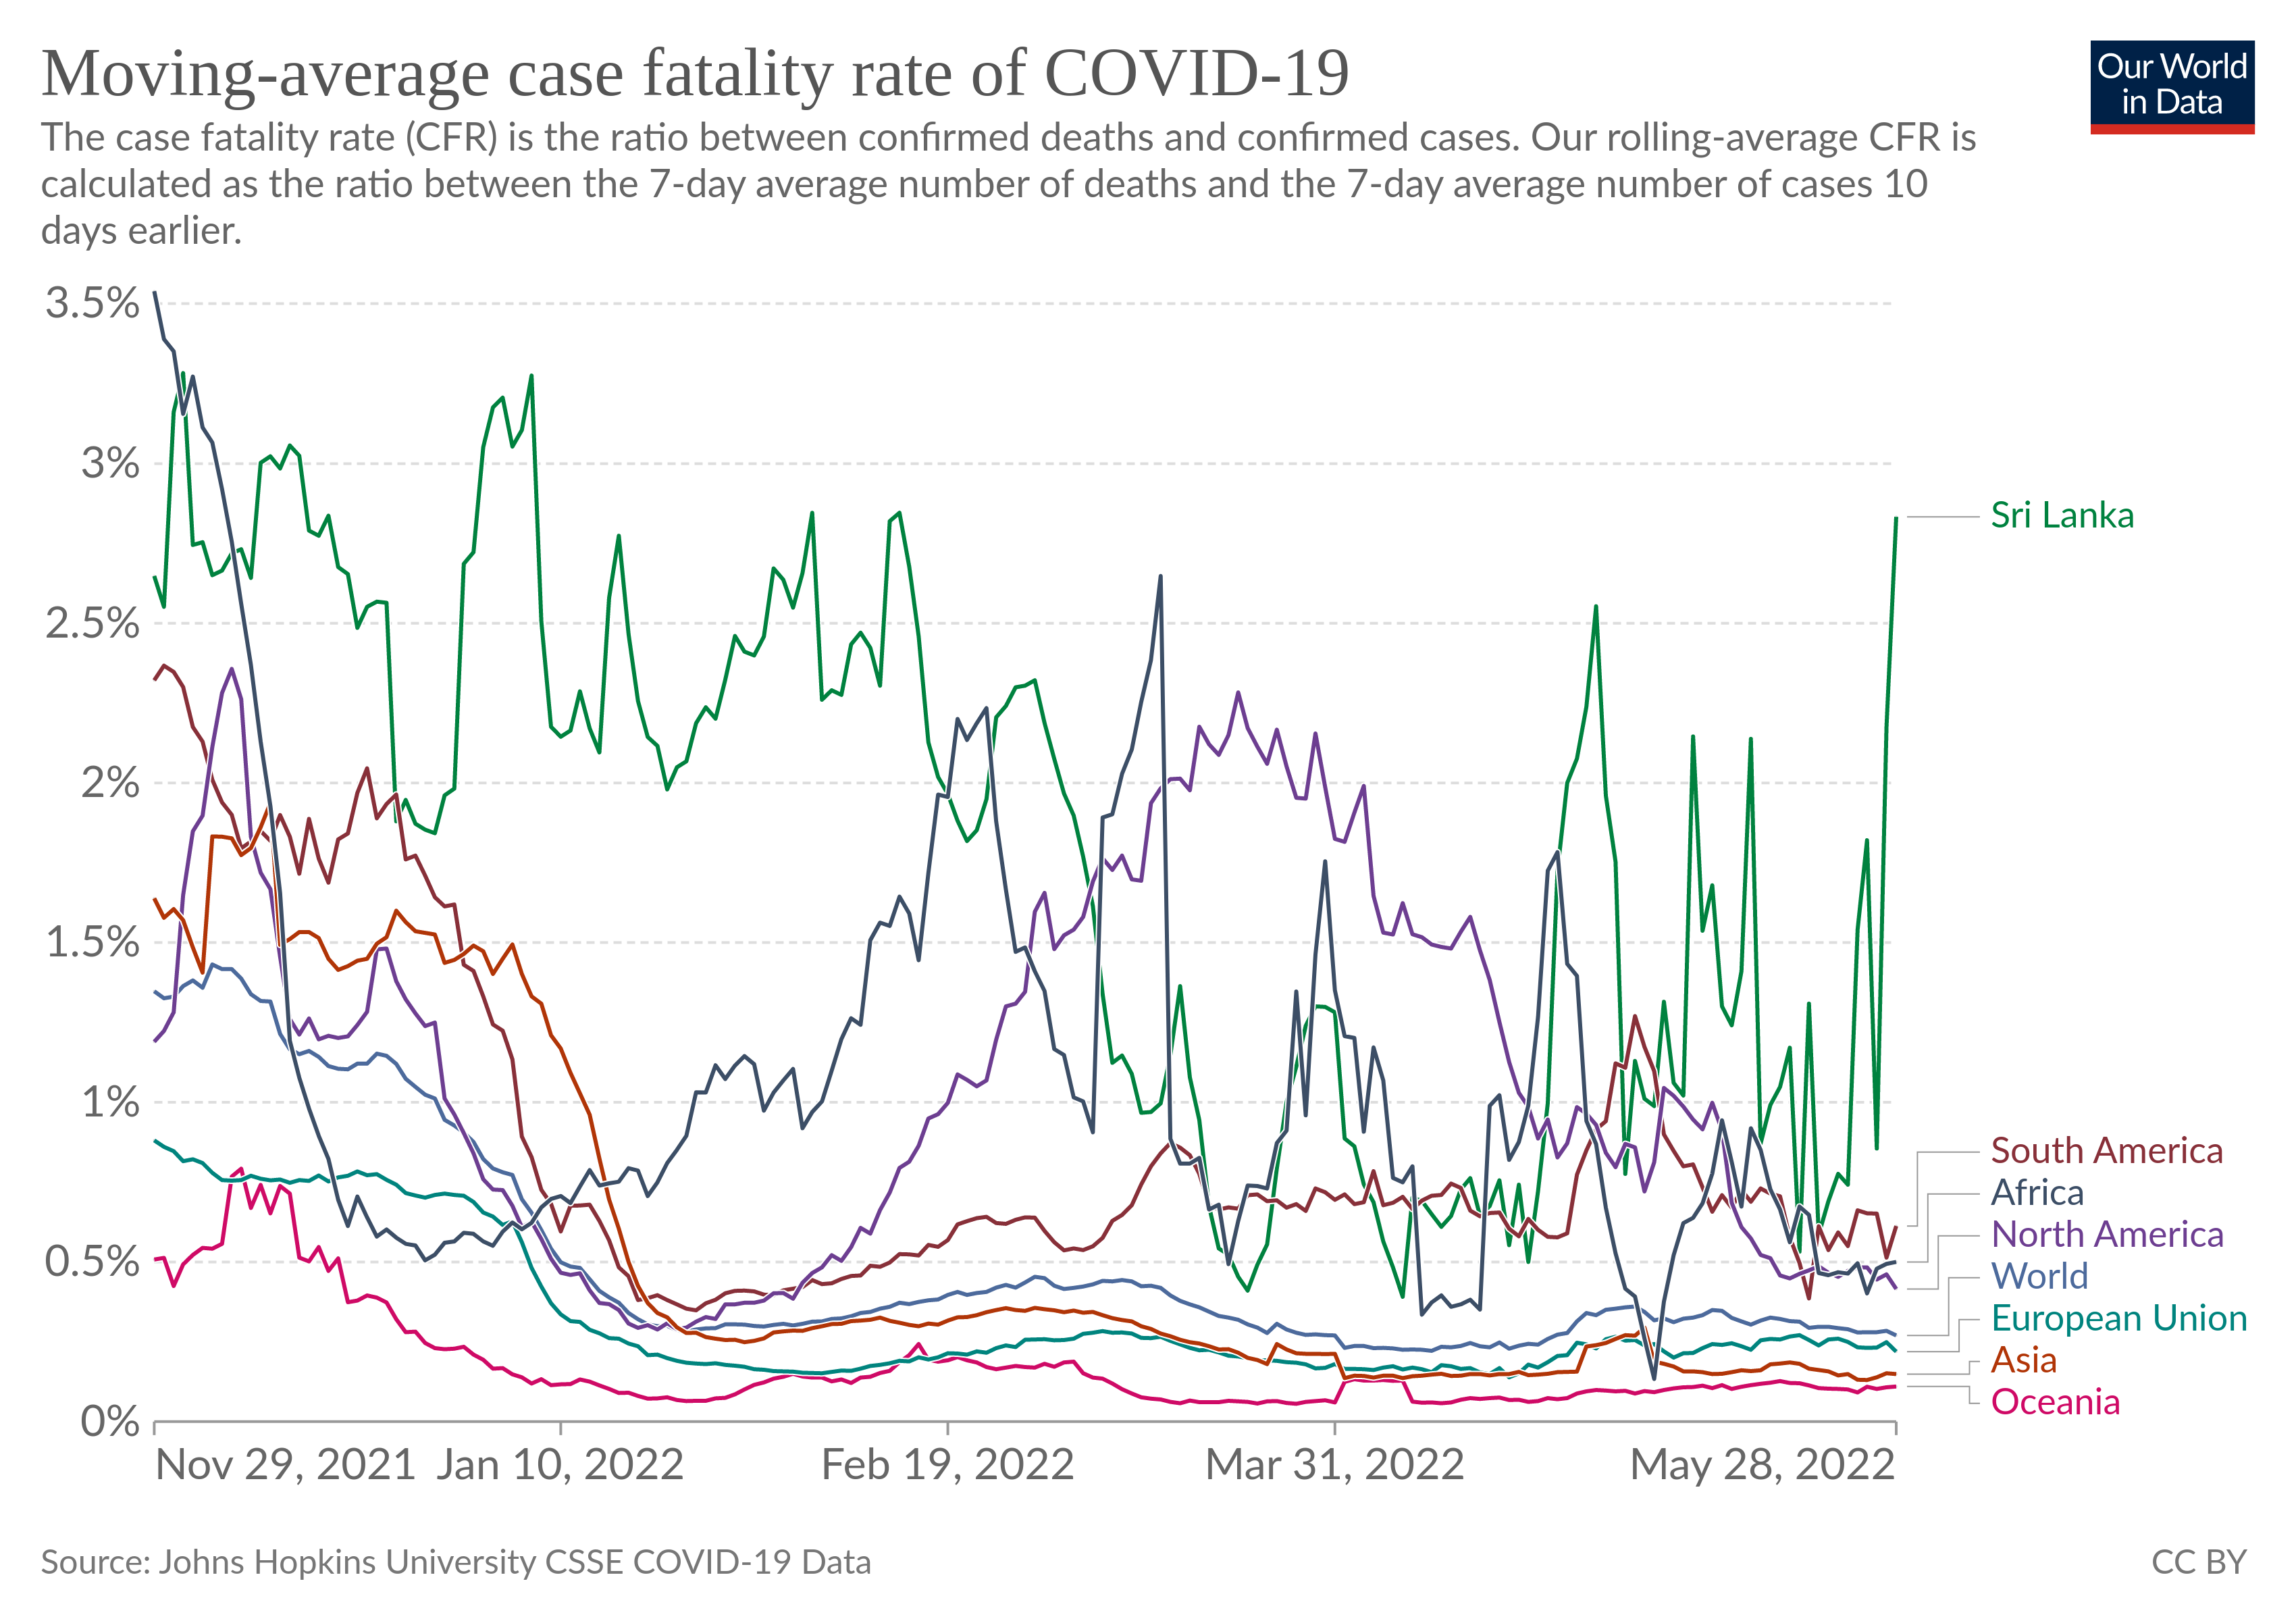 Moving-average case fatality rate of COVID-19
Our World
in Data
The case fatality rate (CFR) is the ratio between confirmed deaths and confirmed cases. Our rolling-average CFR is
calculated as the ratio between the 7-day average number of deaths and the 7-day average number of cases 10
days earlier.
3.5%
3%
2.5%
2%
1.5%
1%
0.5%
0%
Sri Lanka
South America
Africa
North America
World
European Union
Asia
Oceania
Nov 29, 2021 Jan 10, 2022 Feb 19, 2022 Mar 31, 2022 May 28, 2022
Source: Johns Hopkins University CSSE COVID-19 Data
CC BY